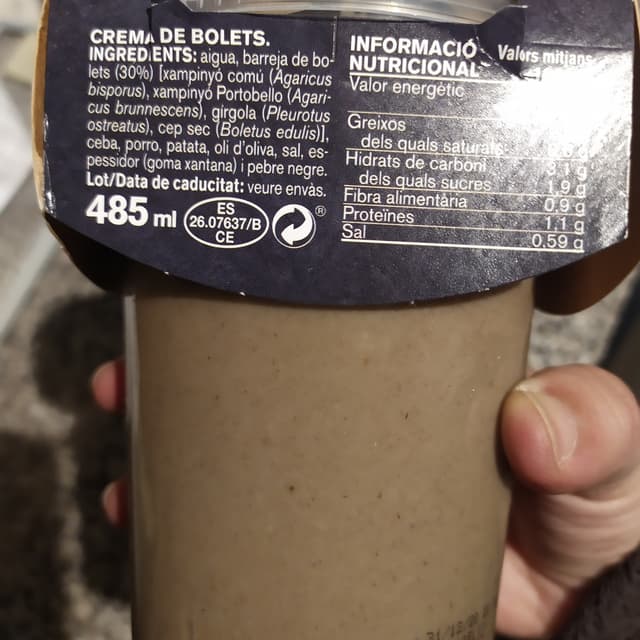 CREMA DE BOLETS.
INGREDIENTS: aigua, barreja de bo-
lets (30%) [xampinyó comú (Agaricus
bisporus), xampinyó Portobello (Agari-
cus brunnescens), girgola (Pleurotus
ostreatus), cep sec (Boletus edulis)],
ceba, porro, patata, oli d'oliva, sal, es-
pessidor (goma xantana) i pebre negre.
Lot/Data de caducitat: veure envàs.
485 ml
ES
26.07637/B
CE
®
INFORMACIÓ Valors mitjans
NUTRICIONAL
Valor energètic
Greixos
dels quals saturats
Hidrats de carboni 3,1 g
dels quals sucres 1,9 g
Fibra alimentària 0,9 g
Proteïnes 1,1 g
Sal 0,59 g